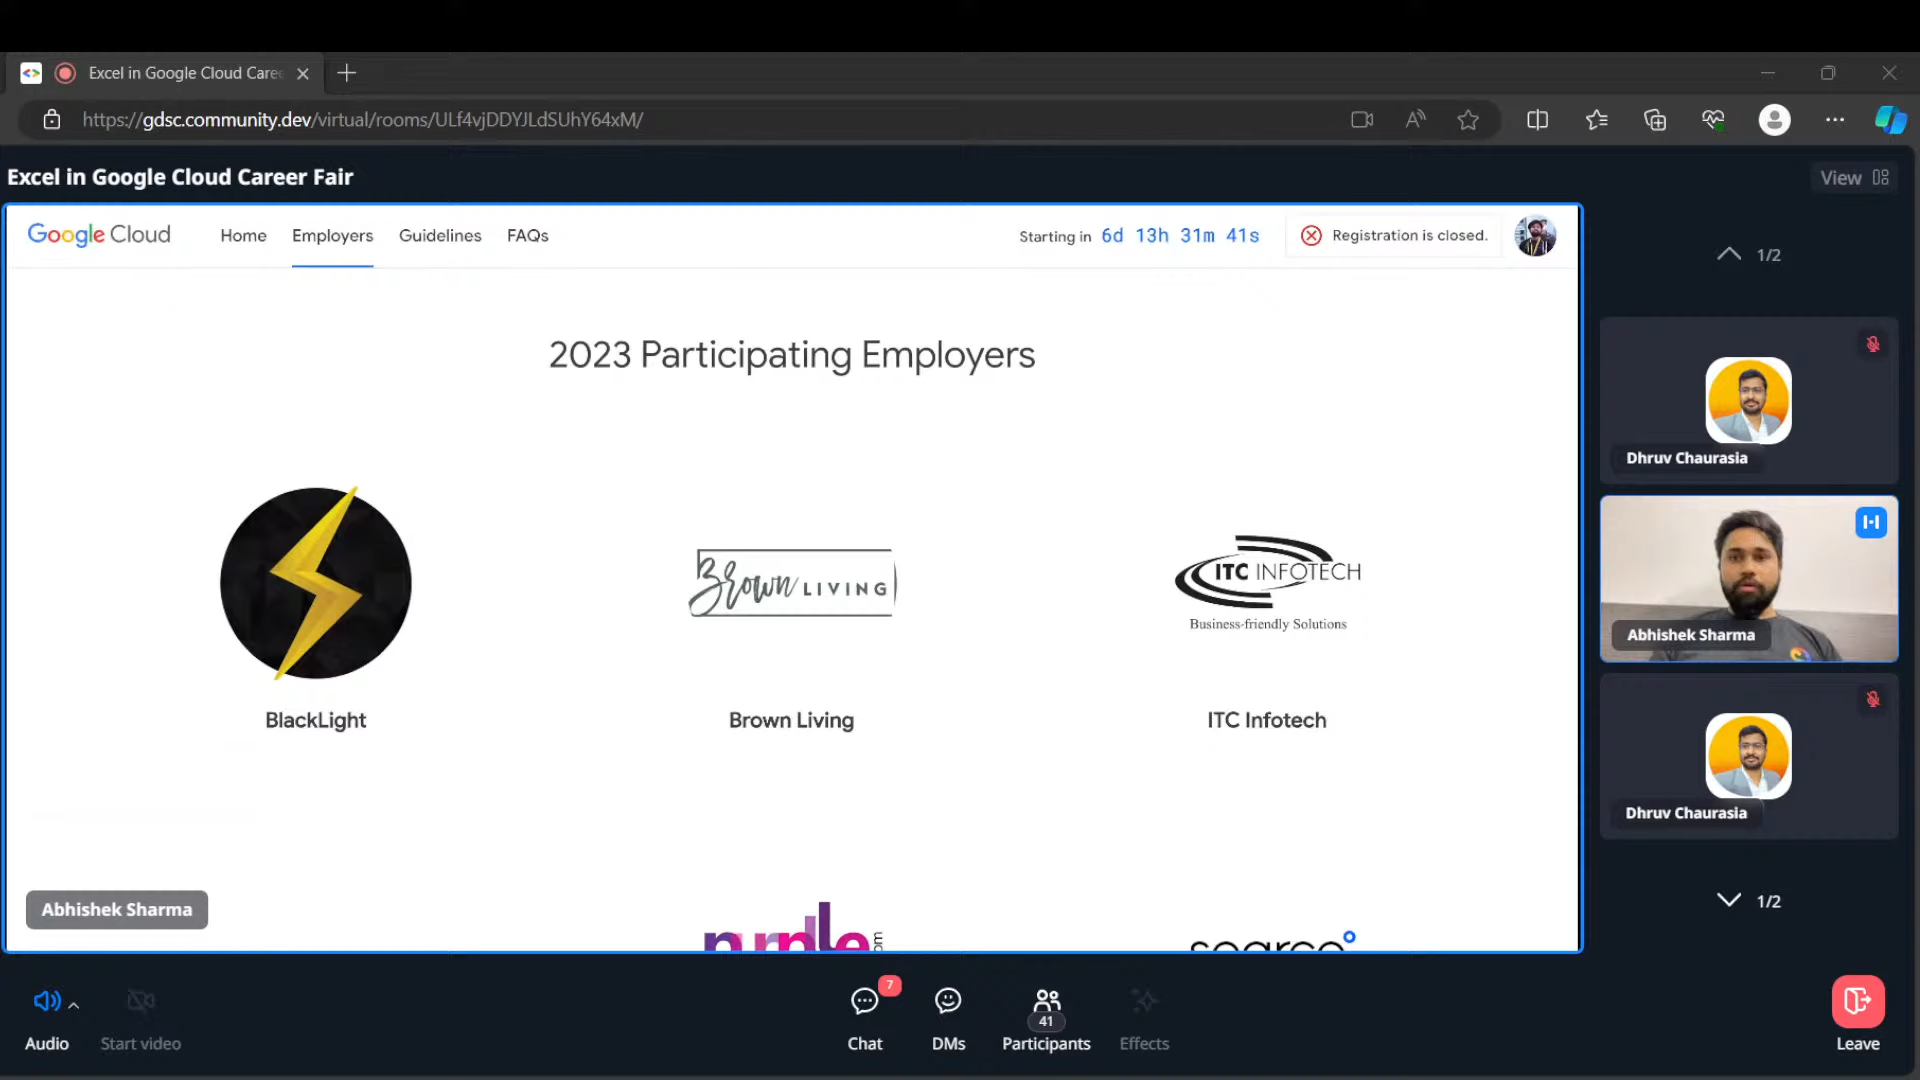 Excel in Google Cloud Caree
https://gdsc.community.dev/virtual/rooms/ULf4vjDDYJLdSUhY64xM/
Excel in Google Cloud Career Fair
View
Google Cloud
Home
Employers
Guidelines
FAQs
Starting in 6d 13h 31m 41s
Registration is closed.
1/2
2023 Participating Employers
Dhruv Chaurasia
Brown LIVING
ITC INFOTECH
Business-friendly Solutions
Abhishek Sharma
BlackLight
Brown Living
ITC Infotech
Dhruv Chaurasia
Abhishek Sharma
1/2
purplle
com
searce
7
41
Audio
Start video
Chat
DMs
Participants
Effects
Leave